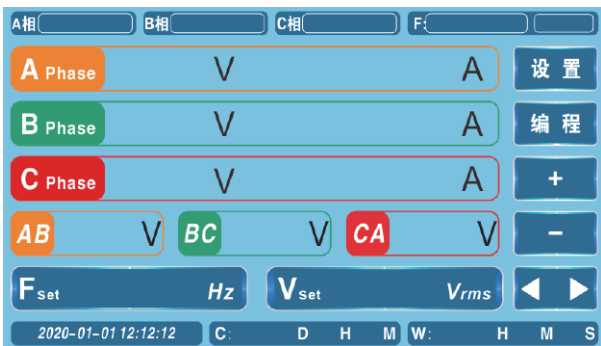 A相 B相 C相 F:
A Phase V A 设 置
B Phase V A 编 程
C Phase V A +
AB V BC V CA V −
Fset Hz Vset Vrms
2020-01-01 12:12:12 C: D H M W: H M S